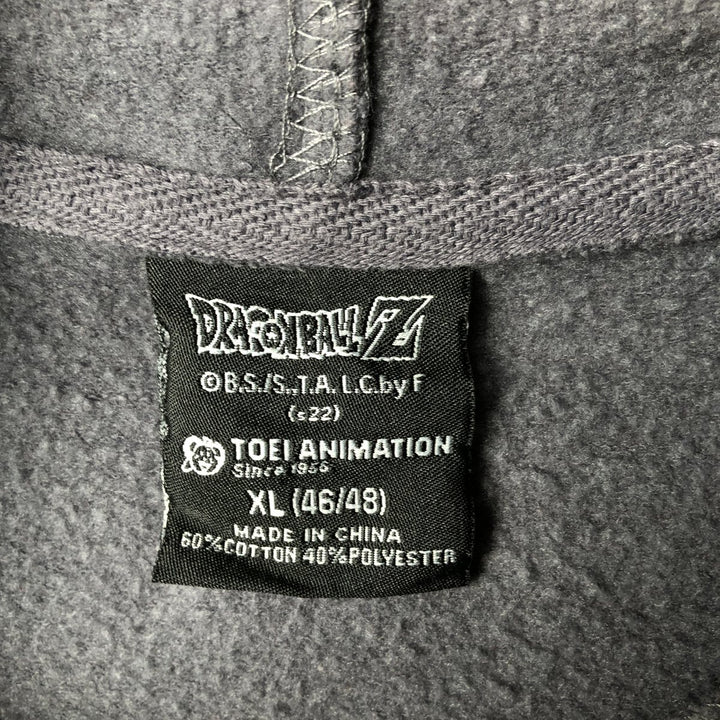 DRAGONBALL Z
©B.S./S.,T.A. L.C.by F
(s22)
TOEI ANIMATION
Since 1956
XL (46/48)
MADE IN CHINA
60%COTTON 40%POLYESTER